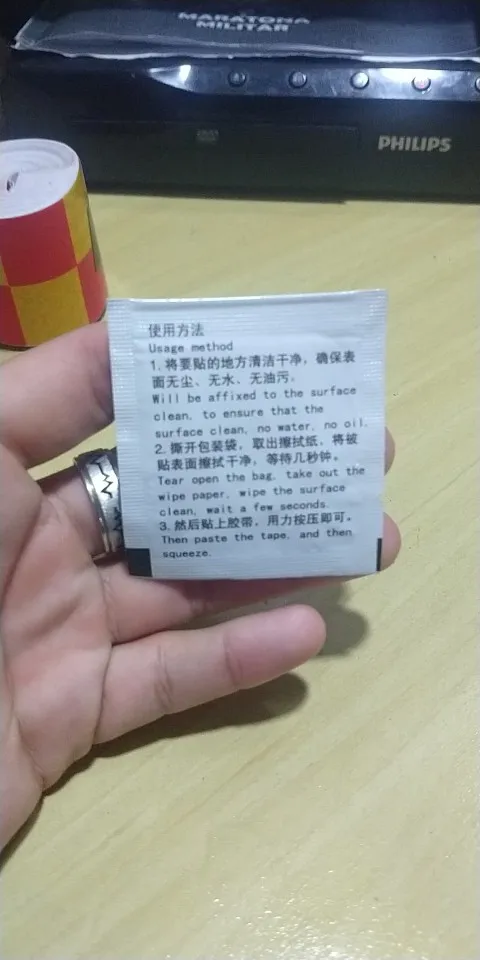 MARATONA
MILITAR
PHILIPS
使用方法
Usage method
1. 将要贴的地方清洁干净，确保表
面无尘、无水、无油污。
Will be affixed to the surface
clean, to ensure that the
surface clean, no water, no oil.
2. 撕开包装袋，取出擦拭纸，将被
贴表面擦拭干净，等待几秒钟。
Tear open the bag, take out the
wipe paper, wipe the surface
clean, wait a few seconds.
3. 然后贴上胶带，用力按压即可。
Then paste the tape, and then
squeeze.